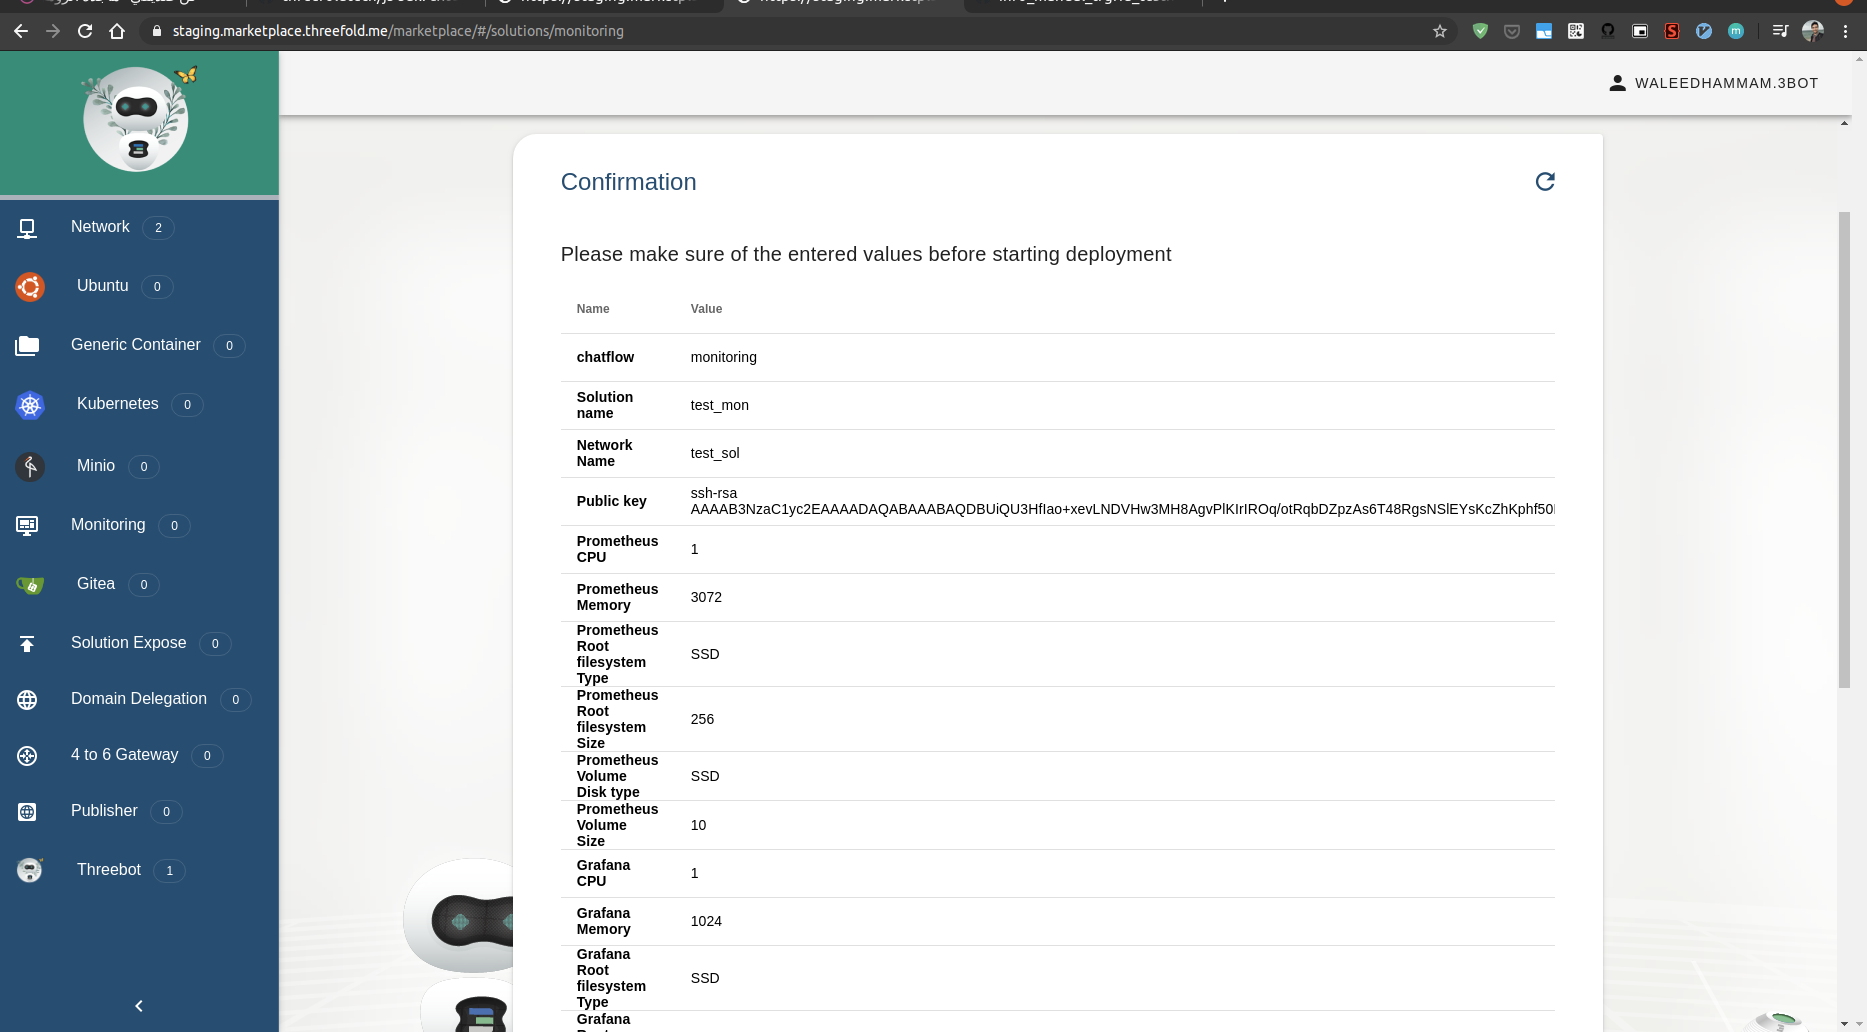 staging.marketplace.threefold.me/marketplace/#/solutions/monitoring
WALEEDHAMMAM.3BOT
Network 2
Ubuntu 0
Generic Container 0
Kubernetes 0
Minio 0
Monitoring 0
Gitea 0
Solution Expose 0
Domain Delegation 0
4 to 6 Gateway 0
Publisher 0
Threebot 1
Confirmation
Please make sure of the entered values before starting deployment
Name Value
chatflow monitoring
Solution
name
test_mon
Network
Name
test_sol
Public key
ssh-rsa
Prometheus
CPU
1
Prometheus
Memory
3072
Prometheus
Root
filesystem
Type
SSD
Prometheus
Root
filesystem
Size
256
Prometheus
Volume
Disk type
SSD
Prometheus
Volume
Size
10
Grafana
CPU
1
Grafana
Memory
1024
Grafana
Root
filesystem
Type
SSD
Grafana